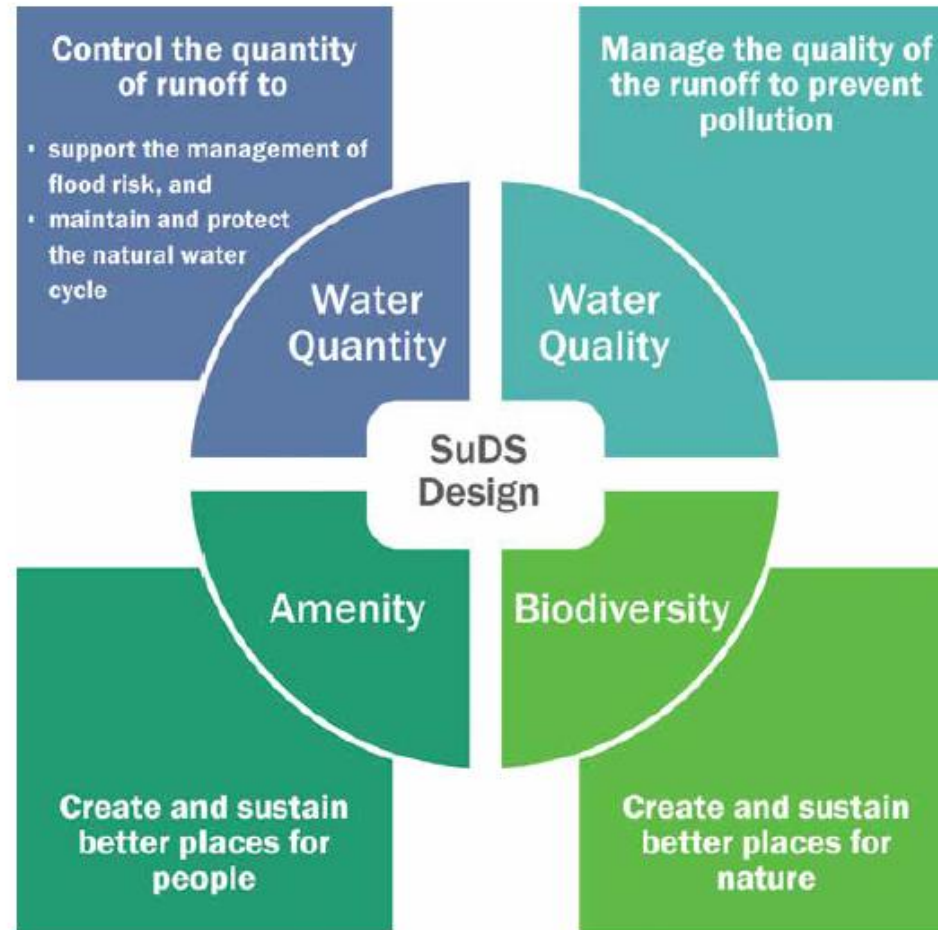 Control the quantity
of runoff to
• support the management of
flood risk, and
• maintain and protect
the natural water
cycle
Manage the quality of
the runoff to prevent
pollution
Water
Quantity
Water
Quality
SuDS
Design
Amenity
Biodiversity
Create and sustain
better places for
people
Create and sustain
better places for
nature